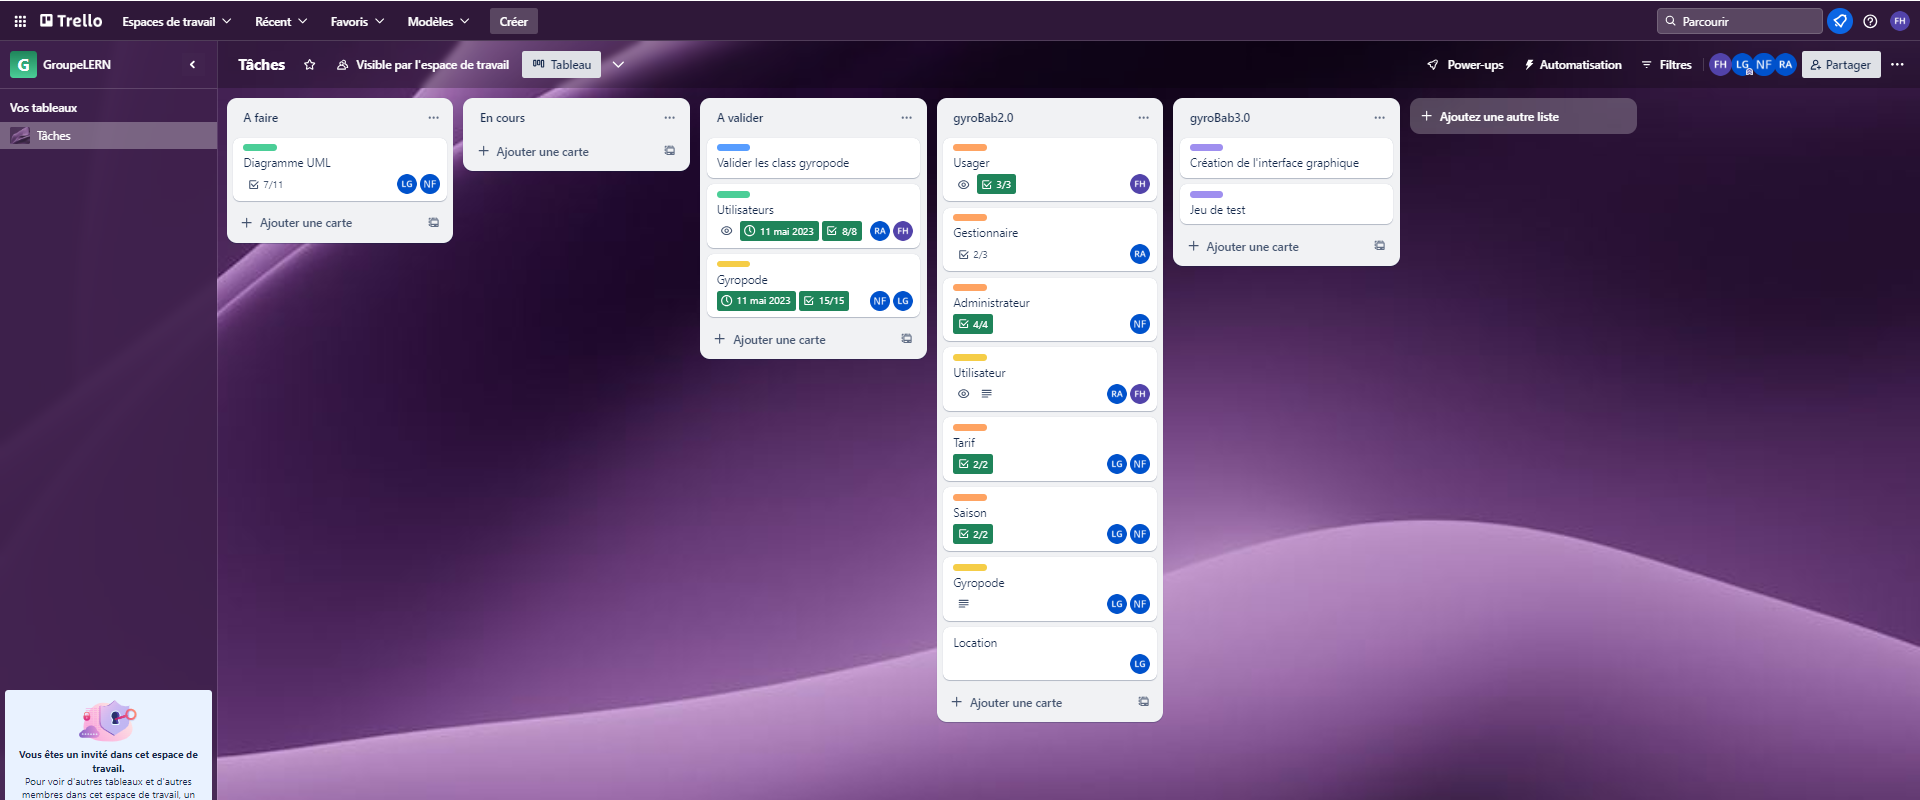 Trello Espaces de travail Récent Favoris Modèles Créer Parcourir FH
G GroupeLERN
Tâches Visible par l'espace de travail Tableau Power-ups Automatisation Filtres FH LG NF RA Partager
Vos tableaux
Tâches
A faire
Diagramme UML
7/11 LG NF
Ajouter une carte
En cours
Ajouter une carte
A valider
Valider les class gyropode
Utilisateurs
11 mai 2023 8/8 RA FH
Gyropode
11 mai 2023 15/15 NF LG
Ajouter une carte
gyroBab2.0
Usager
3/3 FH
Gestionnaire
2/3 RA
Administrateur
4/4 NF
Utilisateur
RA FH
Tarif
2/2 LG NF
Saison
2/2 LG NF
Gyropode
LG NF
Location
LG
Ajouter une carte
gyroBab3.0
Création de l'interface graphique
Jeu de test
Ajouter une carte
Ajoutez une autre liste
Vous êtes un invité dans cet espace de
travail.
Pour voir d'autres tableaux et d'autres
membres dans cet espace de travail, un